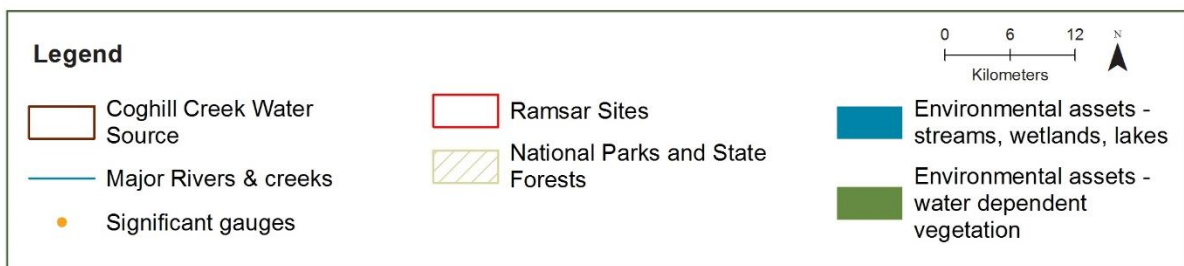 Legend
0 6 12
Kilometers
N
Coghill Creek Water
Source
Major Rivers & creeks
Significant gauges
Ramsar Sites
National Parks and State
Forests
Environmental assets -
streams, wetlands, lakes
Environmental assets -
water dependent
vegetation